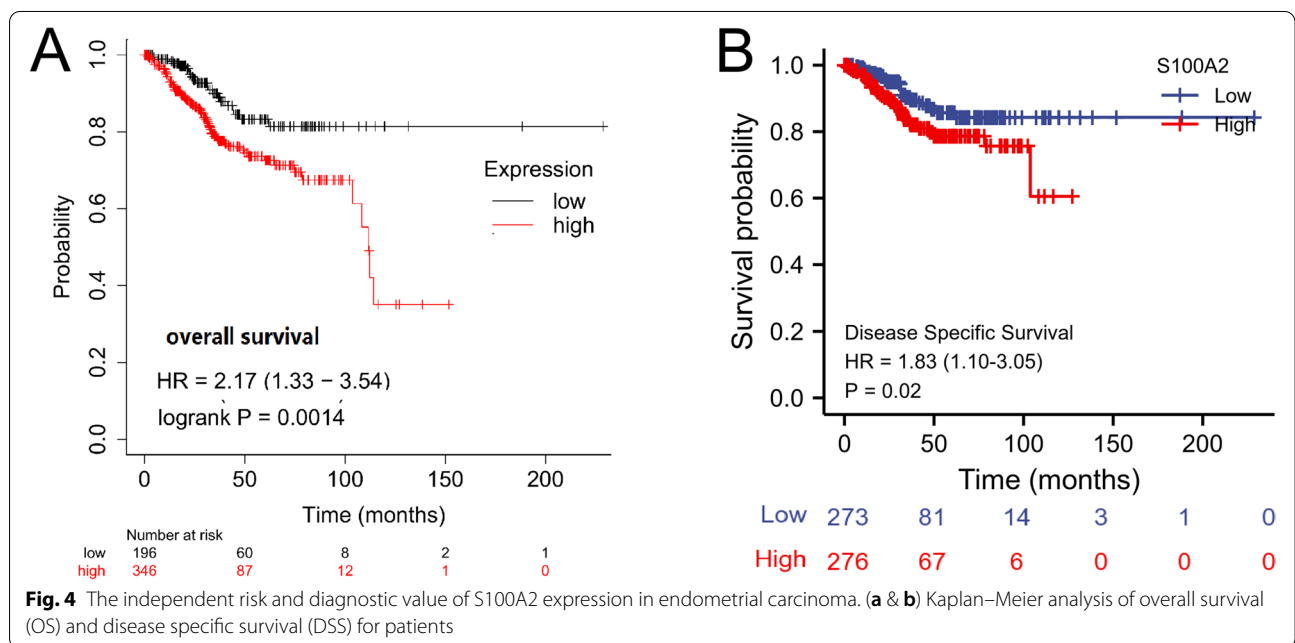 A
1.0
0.8
0.6
0.4
0.2
0.0
Probability
Expression
low
high
overall survival
HR = 2.17 (1.33 − 3.54)
logrank P = 0.0014
0 50 100 150 200
Time (months)
Number at risk
low 196 60 8 2 1
high 346 87 12 1 0
B
S100A2
Low
High
1.0
0.8
0.6
0.4
0.2
0.0
Survival probability
Disease Specific Survival
HR = 1.83 (1.10-3.05)
P = 0.02
0 50 100 150 200
Time (months)
Low 273 81 14 3 1 0
High 276 67 6 0 0 0
Fig. 4 The independent risk and diagnostic value of S100A2 expression in endometrial carcinoma. (a & b) Kaplan–Meier analysis of overall survival
(OS) and disease specific survival (DSS) for patients